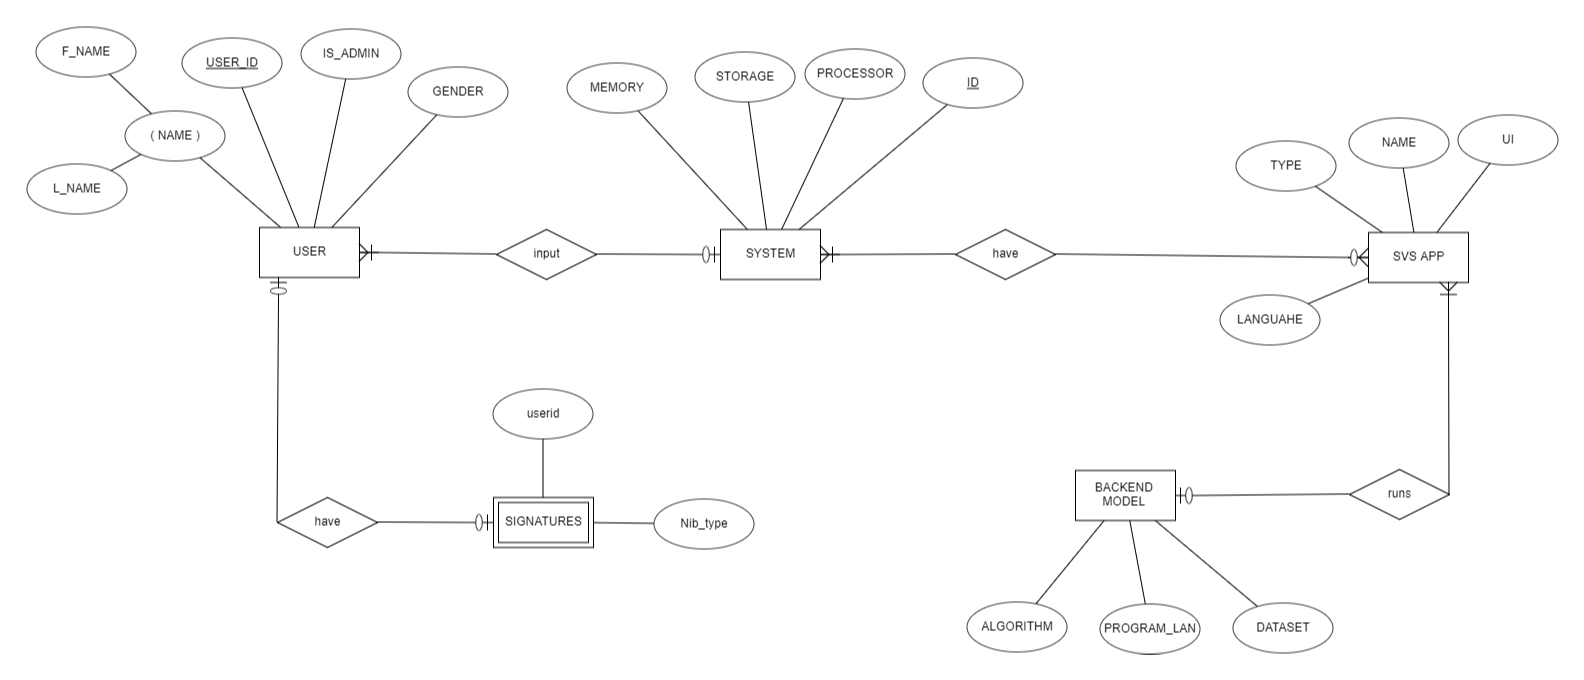 F_NAME
USER_ID
IS_ADMIN
GENDER
( NAME )
L_NAME
MEMORY
STORAGE
PROCESSOR
ID
TYPE
NAME
UI
USER
input
SYSTEM
have
SVS APP
LANGUAHE
userid
have
SIGNATURES
Nib_type
BACKEND
MODEL
runs
ALGORITHM
PROGRAM_LAN
DATASET